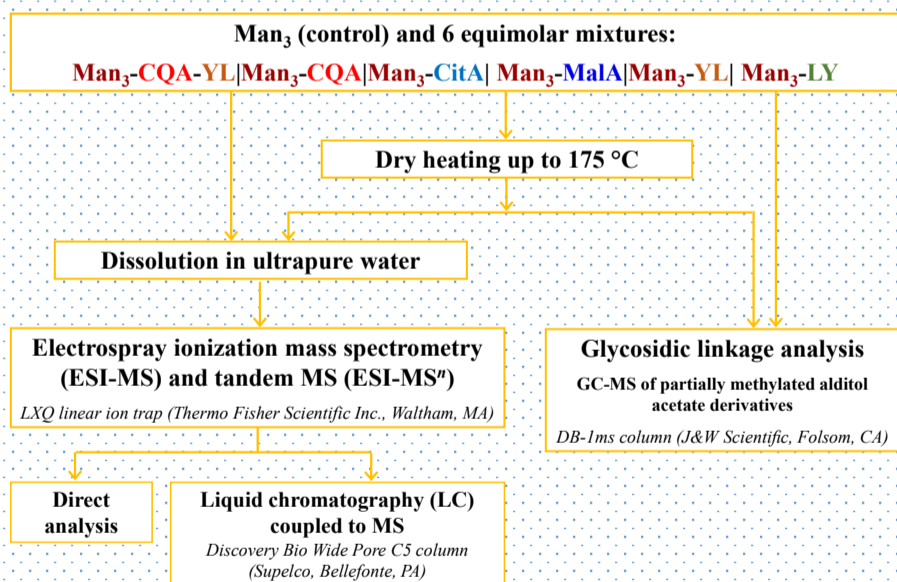 Man₃ (control) and 6 equimolar mixtures:
Man₃-CQA-YL|Man₃-CQA|Man₃-CitA| Man₃-MalA|Man₃-YL| Man₃-LY
Dry heating up to 175 °C
Dissolution in ultrapure water
Electrospray ionization mass spectrometry
(ESI-MS) and tandem MS (ESI-MSⁿ)
LXQ linear ion trap (Thermo Fisher Scientific Inc., Waltham, MA)
Glycosidic linkage analysis
GC-MS of partially methylated alditol
acetate derivatives
DB-1ms column (J&W Scientific, Folsom, CA)
Direct
analysis
Liquid chromatography (LC)
coupled to MS
Discovery Bio Wide Pore C5 column
(Supelco, Bellefonte, PA)